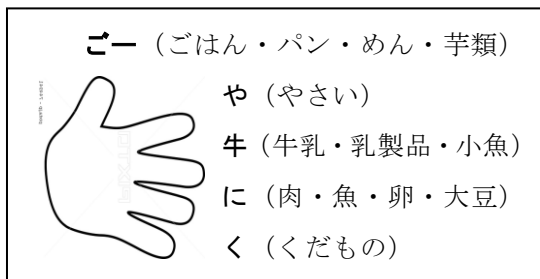 ごー（ごはん・パン・めん・芋類）
や（やさい）
牛（牛乳・乳製品・小魚）
に（肉・魚・卵・大豆）
く（くだもの）